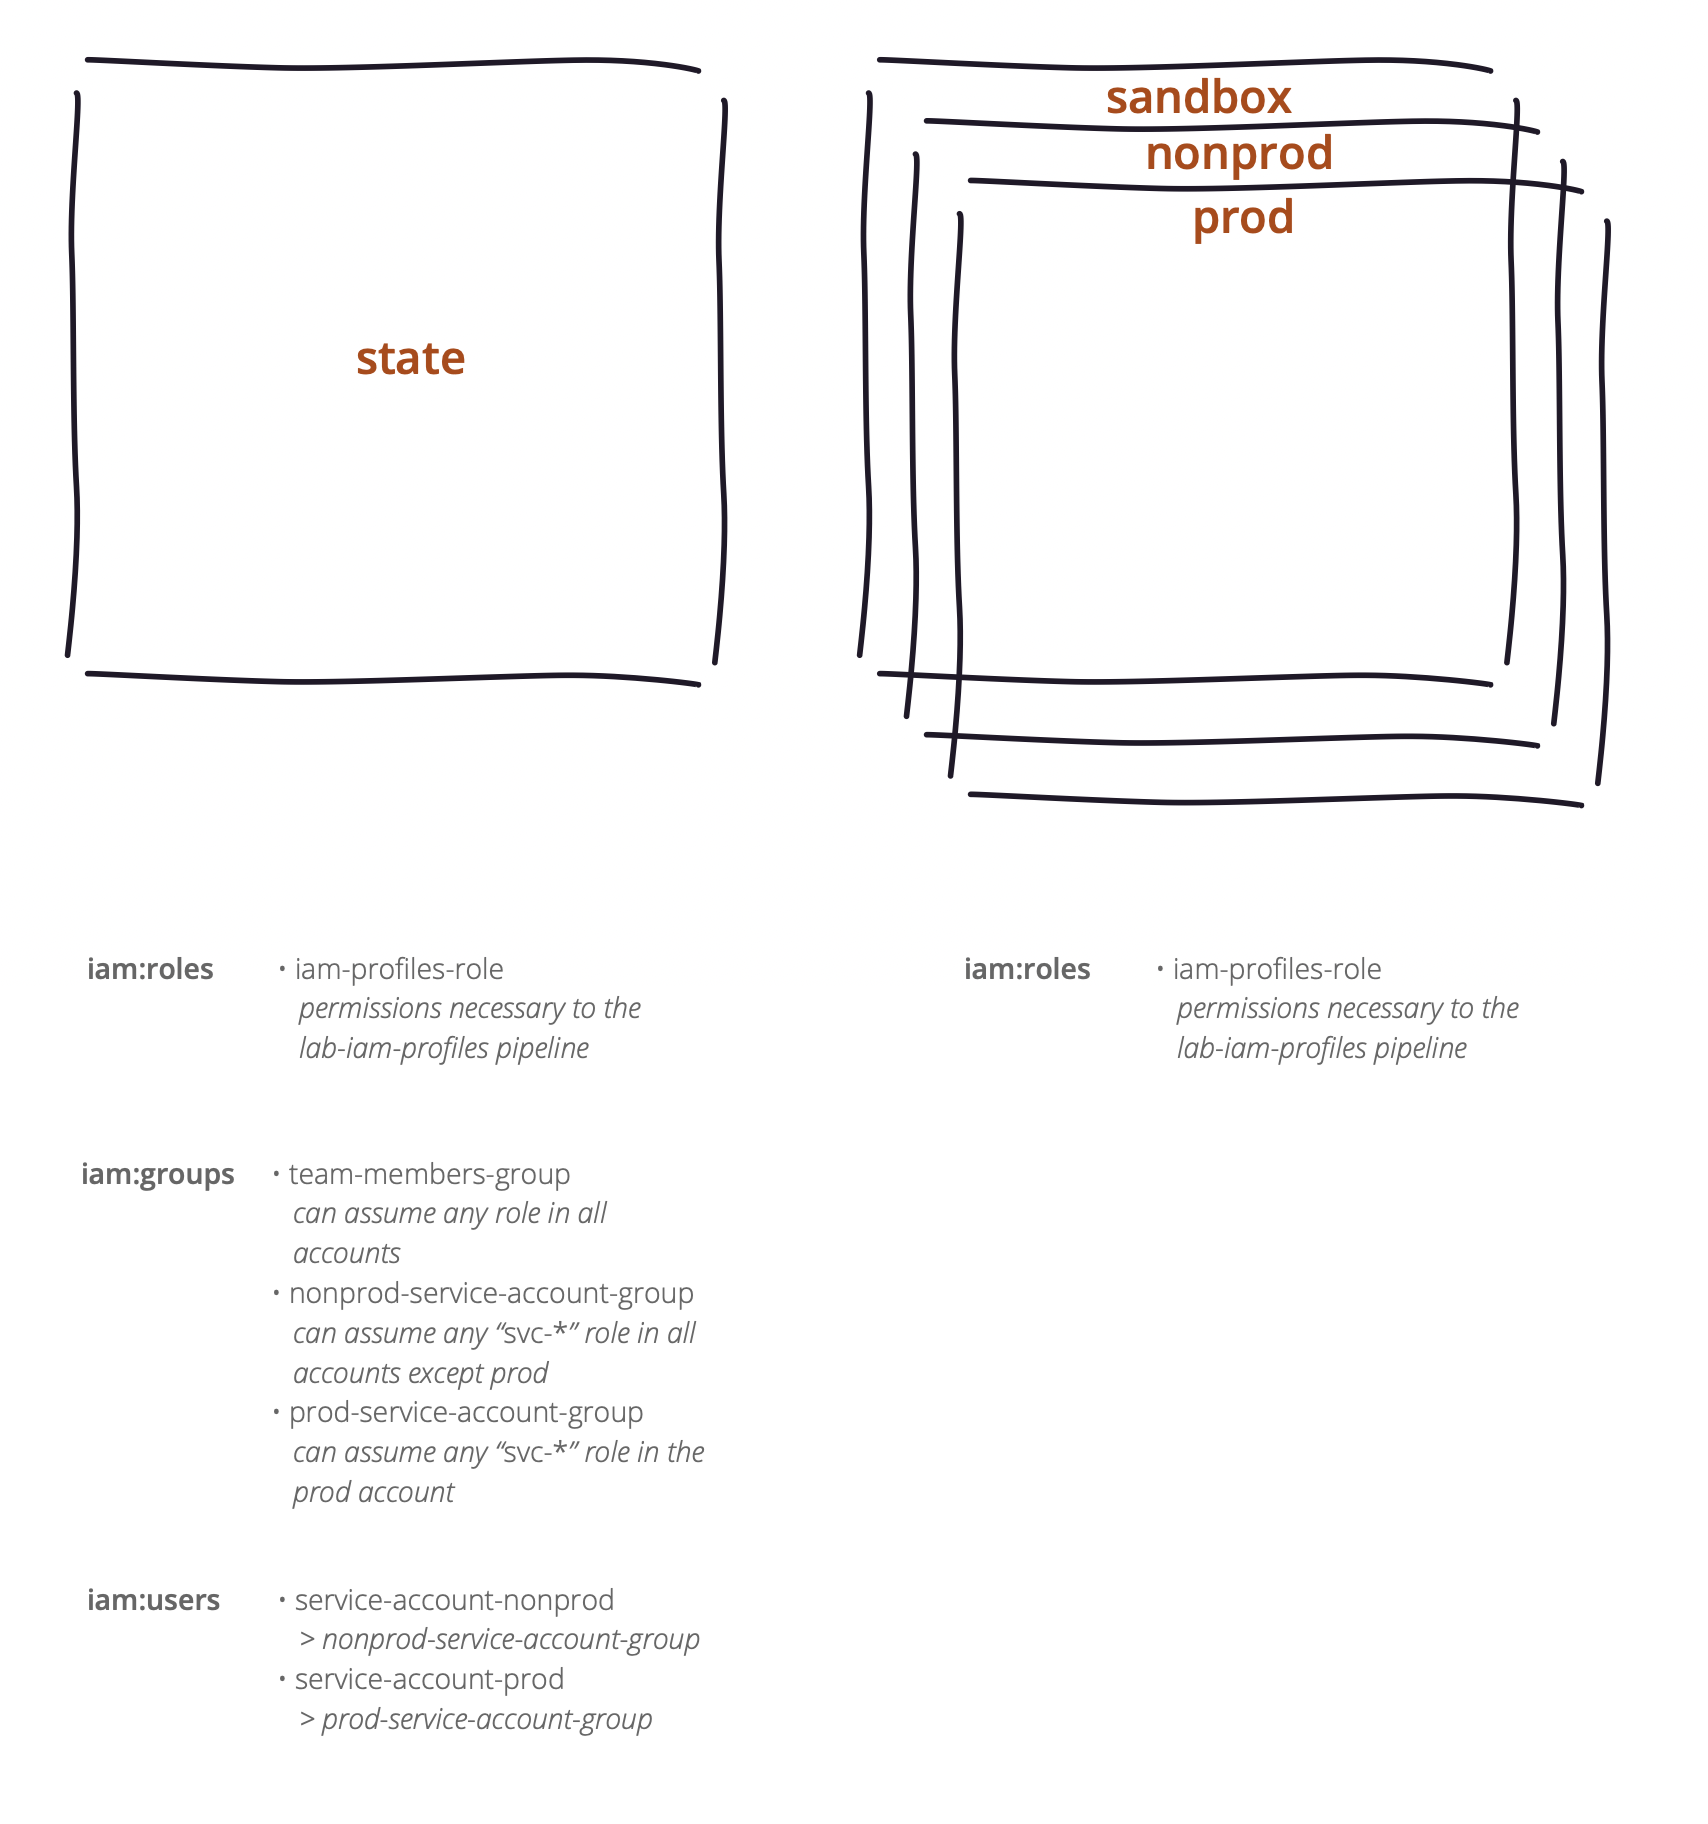 state
sandbox
nonprod
prod
iam:roles
• iam-profiles-role
permissions necessary to the
lab-iam-profiles pipeline
iam:groups
• team-members-group
can assume any role in all
accounts
• nonprod-service-account-group
can assume any “svc-*” role in all
accounts except prod
• prod-service-account-group
can assume any “svc-*” role in the
prod account
iam:users
• service-account-nonprod
> nonprod-service-account-group
• service-account-prod
> prod-service-account-group
iam:roles
• iam-profiles-role
permissions necessary to the
lab-iam-profiles pipeline